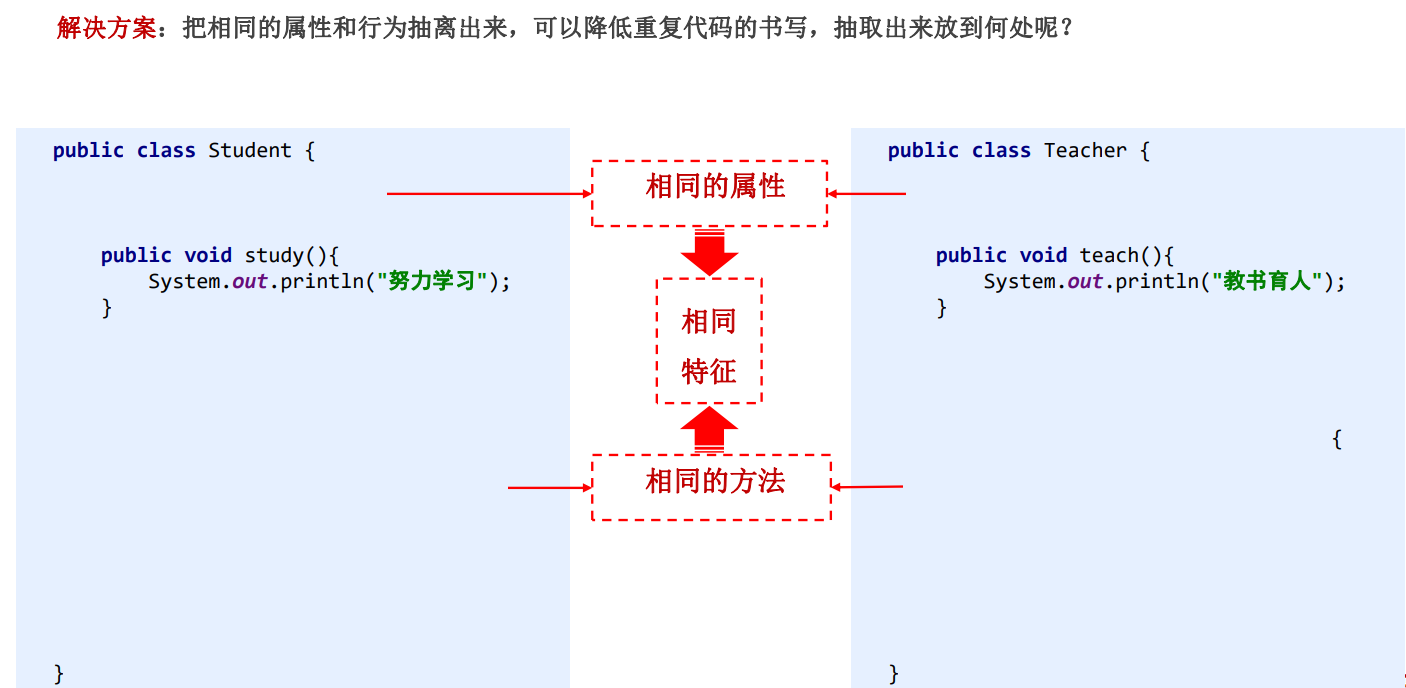 解决方案：把相同的属性和行为抽离出来，可以降低重复代码的书写，抽取出来放到何处呢？
public class Student {
public void study(){
System.out.println("努力学习");
}
}
相同的属性
相同
特征
相同的方法
public class Teacher {
public void teach(){
System.out.println("教书育人");
}
{
}